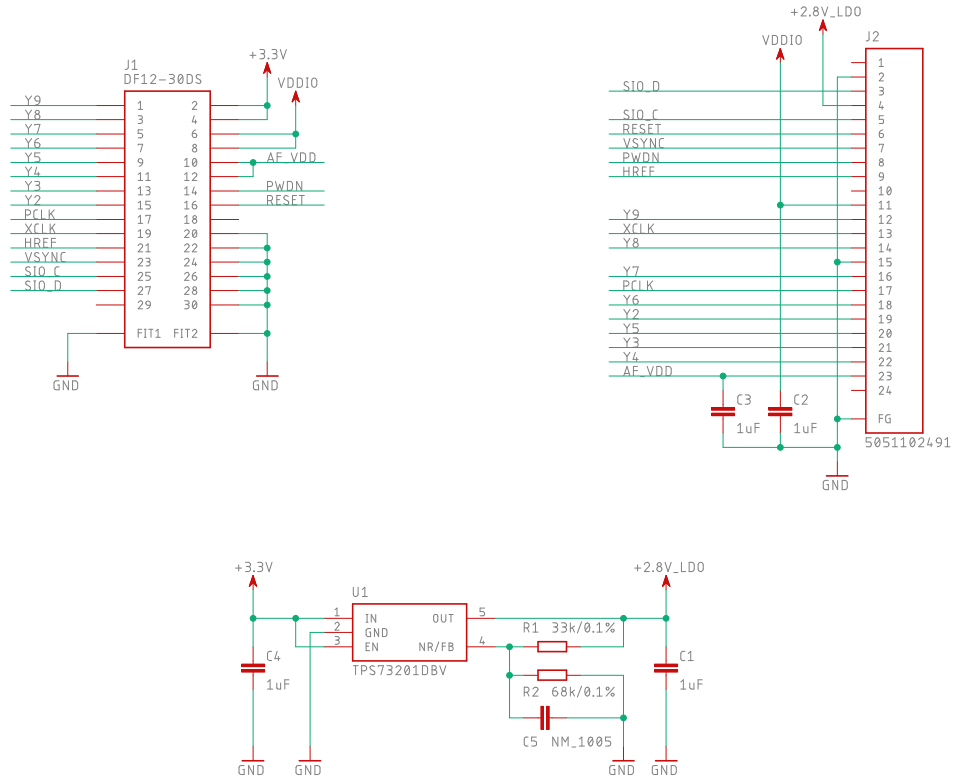 J1
DF12-30DS
+3.3V
VDDIO
Y9 1 2
Y8 3 4
Y7 5 6
Y6 7 8
Y5 9 10 AF_VDD
Y4 11 12
Y3 13 14 PWDN
Y2 15 16 RESET
PCLK 17 18
XCLK 19 20
HREF 21 22
VSYNC 23 24
SIO_C 25 26
SIO_D 27 28
29 30
FIT1 FIT2
GND GND
+2.8V_LDO
VDDIO
J2
1
2
SIO_D 3
4
SIO_C 5
RESET 6
VSYNC 7
PWDN 8
HREF 9
10
11
Y9 12
XCLK 13
Y8 14
15
Y7 16
PCLK 17
Y6 18
Y2 19
Y5 20
Y3 21
Y4 22
AF_VDD 23
24
C3 C2
1uF 1uF
FG
5051102491
GND
+3.3V
+2.8V_LDO
U1
1 IN OUT 5
2 GND
3 EN NR/FB 4
TPS73201DBV
R1 33k/0.1%
R2 68k/0.1%
C5 NM_1005
C4
1uF
C1
1uF
GND GND GND GND